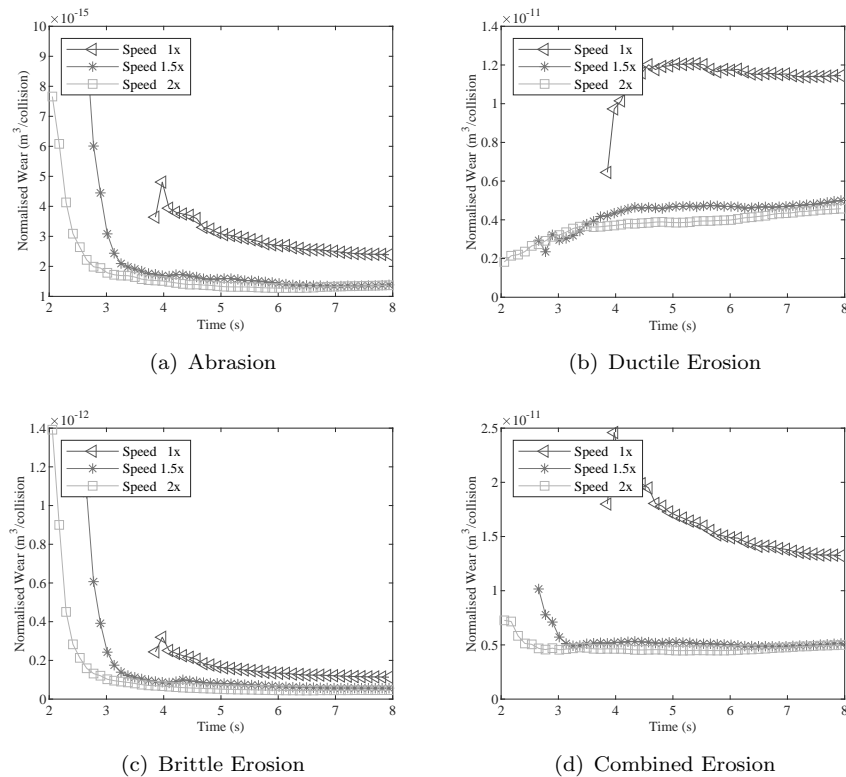 ×10^-15
10
9
8
7
6
5
4
3
2
1
Normalised Wear (m^3/collision)
Speed 1x
Speed 1.5x
Speed 2x
2 3 4 5 6 7 8
Time (s)
(a) Abrasion
×10^-11
1.4
1.2
1
0.8
0.6
0.4
0.2
0
Normalised Wear (m^3/collision)
Speed 1x
Speed 1.5x
Speed 2x
2 3 4 5 6 7 8
Time (s)
(b) Ductile Erosion
×10^-12
1.4
1.2
1
0.8
0.6
0.4
0.2
0
Normalised Wear (m^3/collision
Speed 1x
Speed 1.5x
Speed 2x
2 3 4 5 6 7 8
Time (s)
(c) Brittle Erosion
×10^-11
2.5
2
1.5
1
0.5
0
Normalised Wear (m^3/collision
Speed 1x
Speed 1.5x
Speed 2x
2 3 4 5 6 7 8
Time (s)
(d) Combined Erosion